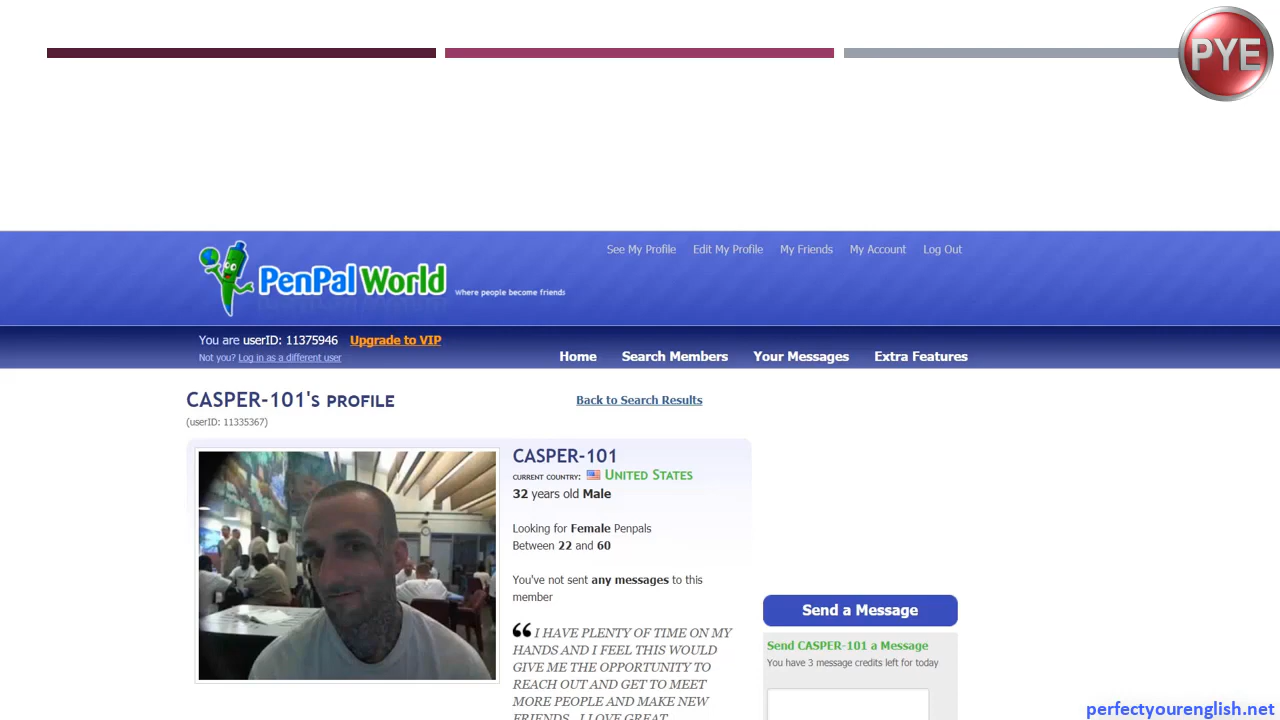 PYE
See My Profile Edit My Profile My Friends My Account Log Out
PenPal World where people become friends
You are userID: 11375946 Upgrade to VIP
Not you? Log in as a different user
Home Search Members Your Messages Extra Features
CASPER-101's PROFILE
Back to Search Results
(userID: 11335367)
CASPER-101
CURRENT COUNTRY: UNITED STATES
32 years old Male
Looking for Female Penpals
Between 22 and 60
You've not sent any messages to this
member
“ I HAVE PLENTY OF TIME ON MY
HANDS AND I FEEL THIS WOULD
GIVE ME THE OPPORTUNITY TO
REACH OUT AND GET TO MEET
MORE PEOPLE AND MAKE NEW
FRIENDS.. I LOVE GREAT
Send a Message
Send CASPER-101 a Message
You have 3 message credits left for today
perfectyourenglish.net